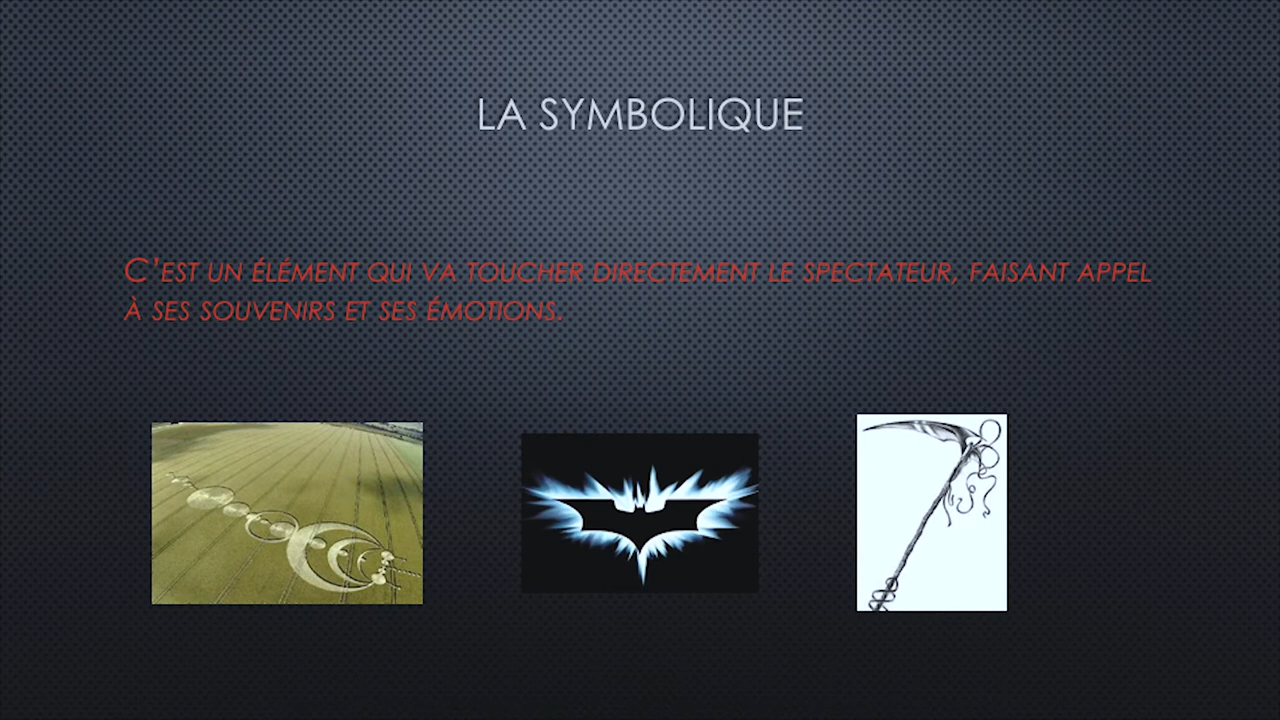 LA SYMBOLIQUE
C'EST UN ÉLÉMENT QUI VA TOUCHER DIRECTEMENT LE SPECTATEUR, FAISANT APPEL
À SES SOUVENIRS ET SES ÉMOTIONS.